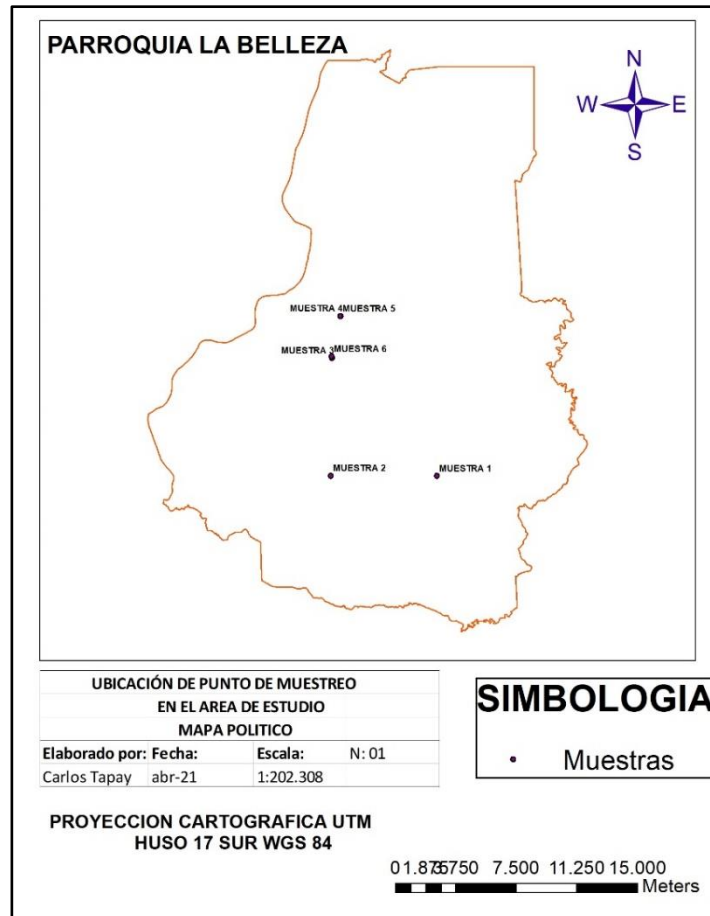 PARROQUIA LA BELLEZA
N
W E
S
MUESTRA 4 MUESTRA 5
MUESTRA 3 MUESTRA 6
MUESTRA 2 MUESTRA 1
UBICACIÓN DE PUNTO DE MUESTREO
EN EL AREA DE ESTUDIO
MAPA POLITICO
Elaborado por: Fecha: Escala: N: 01
Carlos Tapay abr-21 1:202.308
SIMBOLOGIA
Muestras
PROYECCION CARTOGRAFICA UTM
HUSO 17 SUR WGS 84
0 7.500 11.250 15.000
Meters